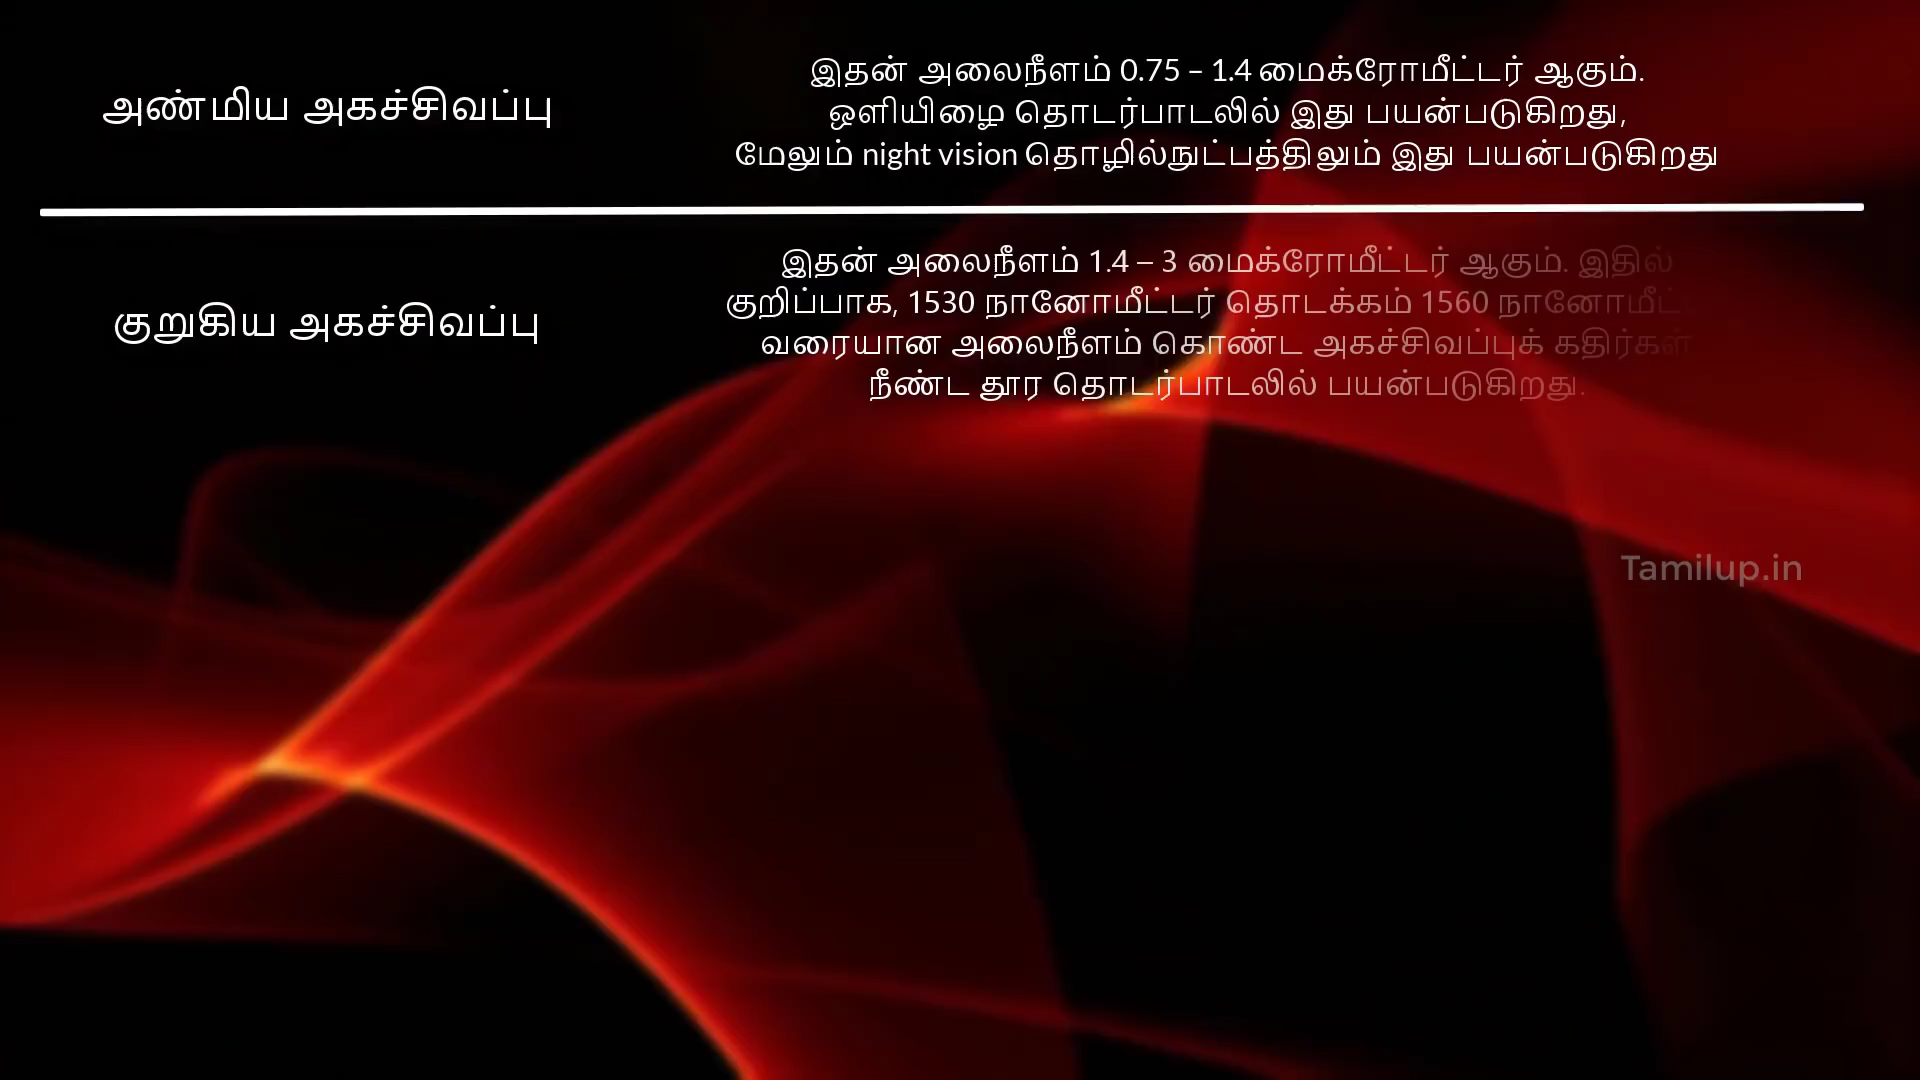 அண்மிய அகச்சிவப்பு
இதன் அலைநீளம் 0.75 – 1.4 மைக்ரோமீட்டர் ஆகும்.
ஒளியிழை தொடர்பாடலில் இது பயன்படுகிறது,
மேலும் night vision தொழில்நுட்பத்திலும் இது பயன்படுகிறது
குறுகிய அகச்சிவப்பு
இதன் அலைநீளம் 1.4 – 3 மைக்ரோமீட்டர் ஆகும். இதில்
குறிப்பாக, 1530 நானோமீட்டர் தொடக்கம் 1560
வரையான அலைநீளம் கொண்ட அகச்சிவப்புக் கதிர்கள்
நீண்ட தூர தொடர்பாடலில் பயன்படுகிறது.
Tamilup.in